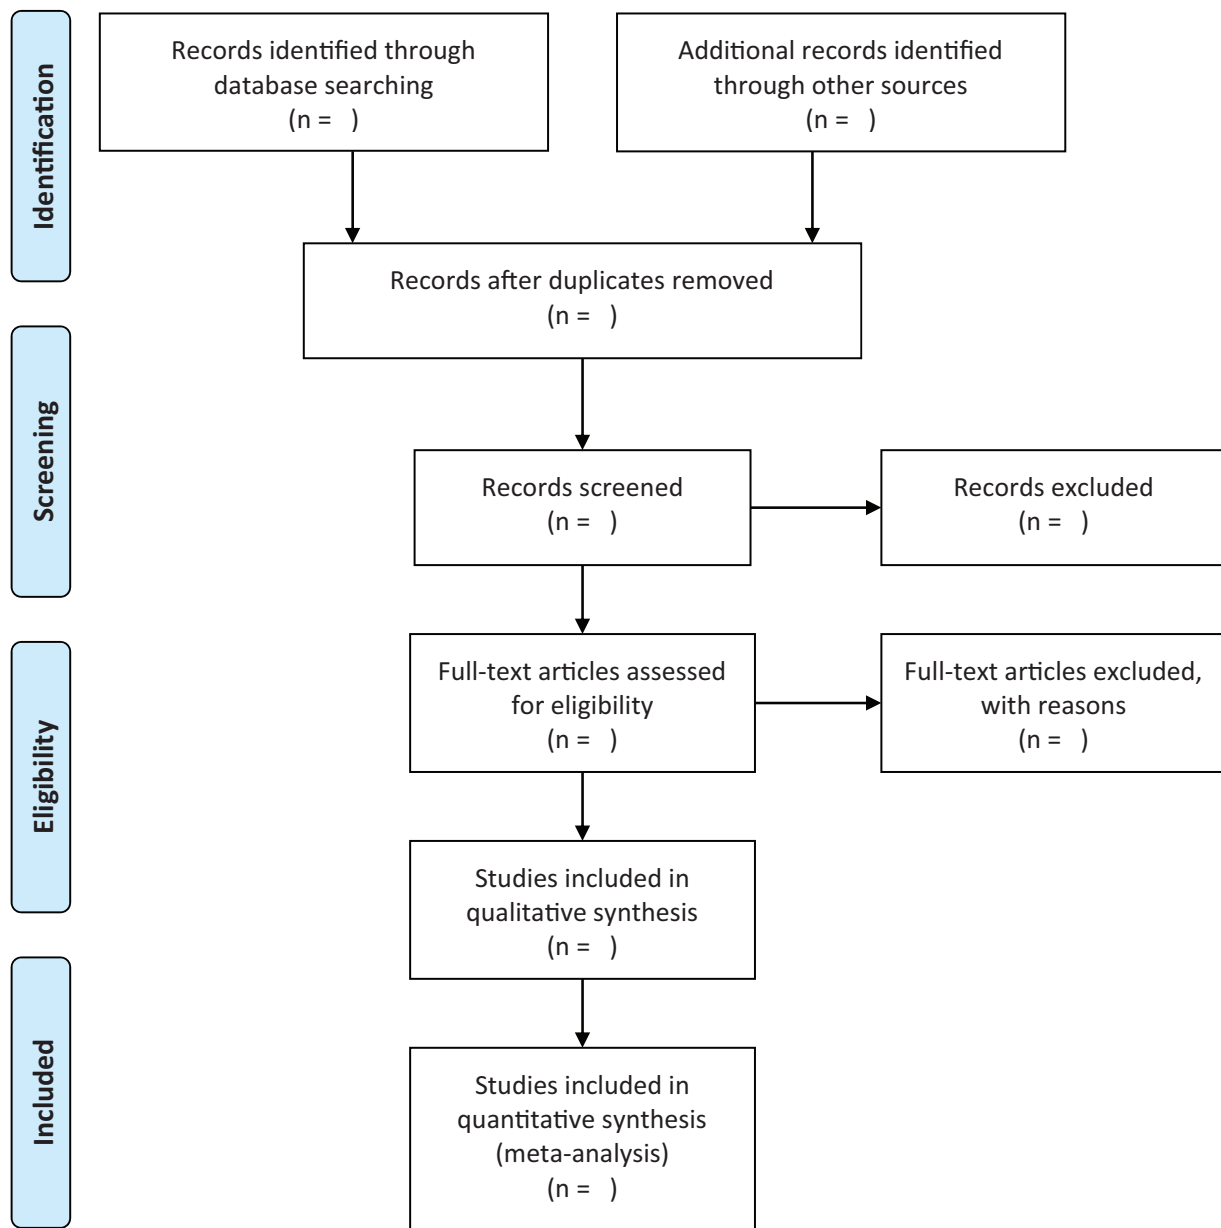 Identification
Records identified through
database searching
(n =   )
Additional records identified
through other sources
(n =   )
Records after duplicates removed
(n =   )
Screening
Records screened
(n =   )
Records excluded
(n =   )
Eligibility
Full-text articles assessed
for eligibility
(n =   )
Full-text articles excluded,
with reasons
(n =   )
Studies included in
qualitative synthesis
(n =   )
Included
Studies included in
quantitative synthesis
(meta-analysis)
(n =   )